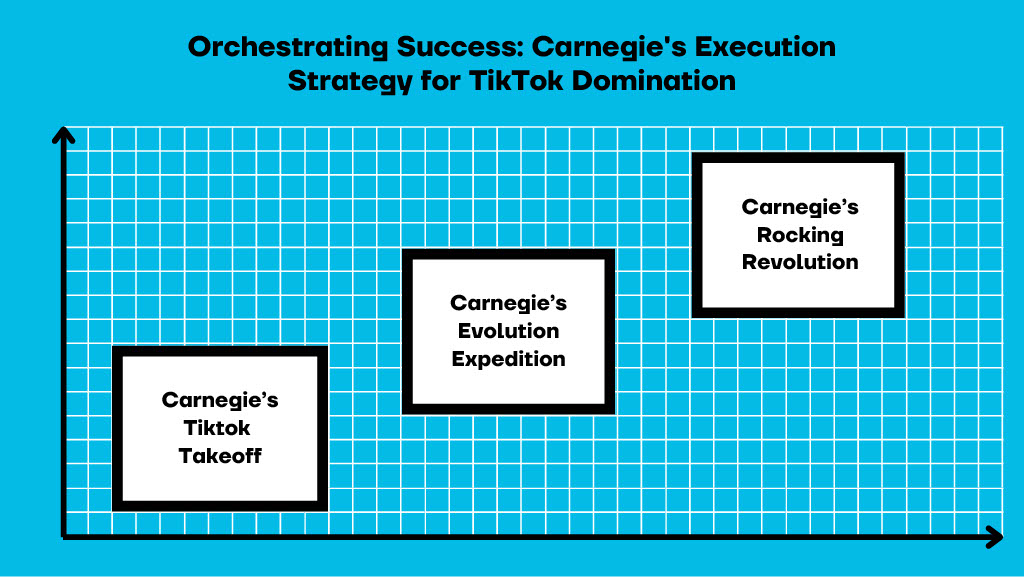 Orchestrating Success: Carnegie's Execution
Strategy for TikTok Domination
Carnegie’s
Tiktok
Takeoff
Carnegie’s
Evolution
Expedition
Carnegie’s
Rocking
Revolution